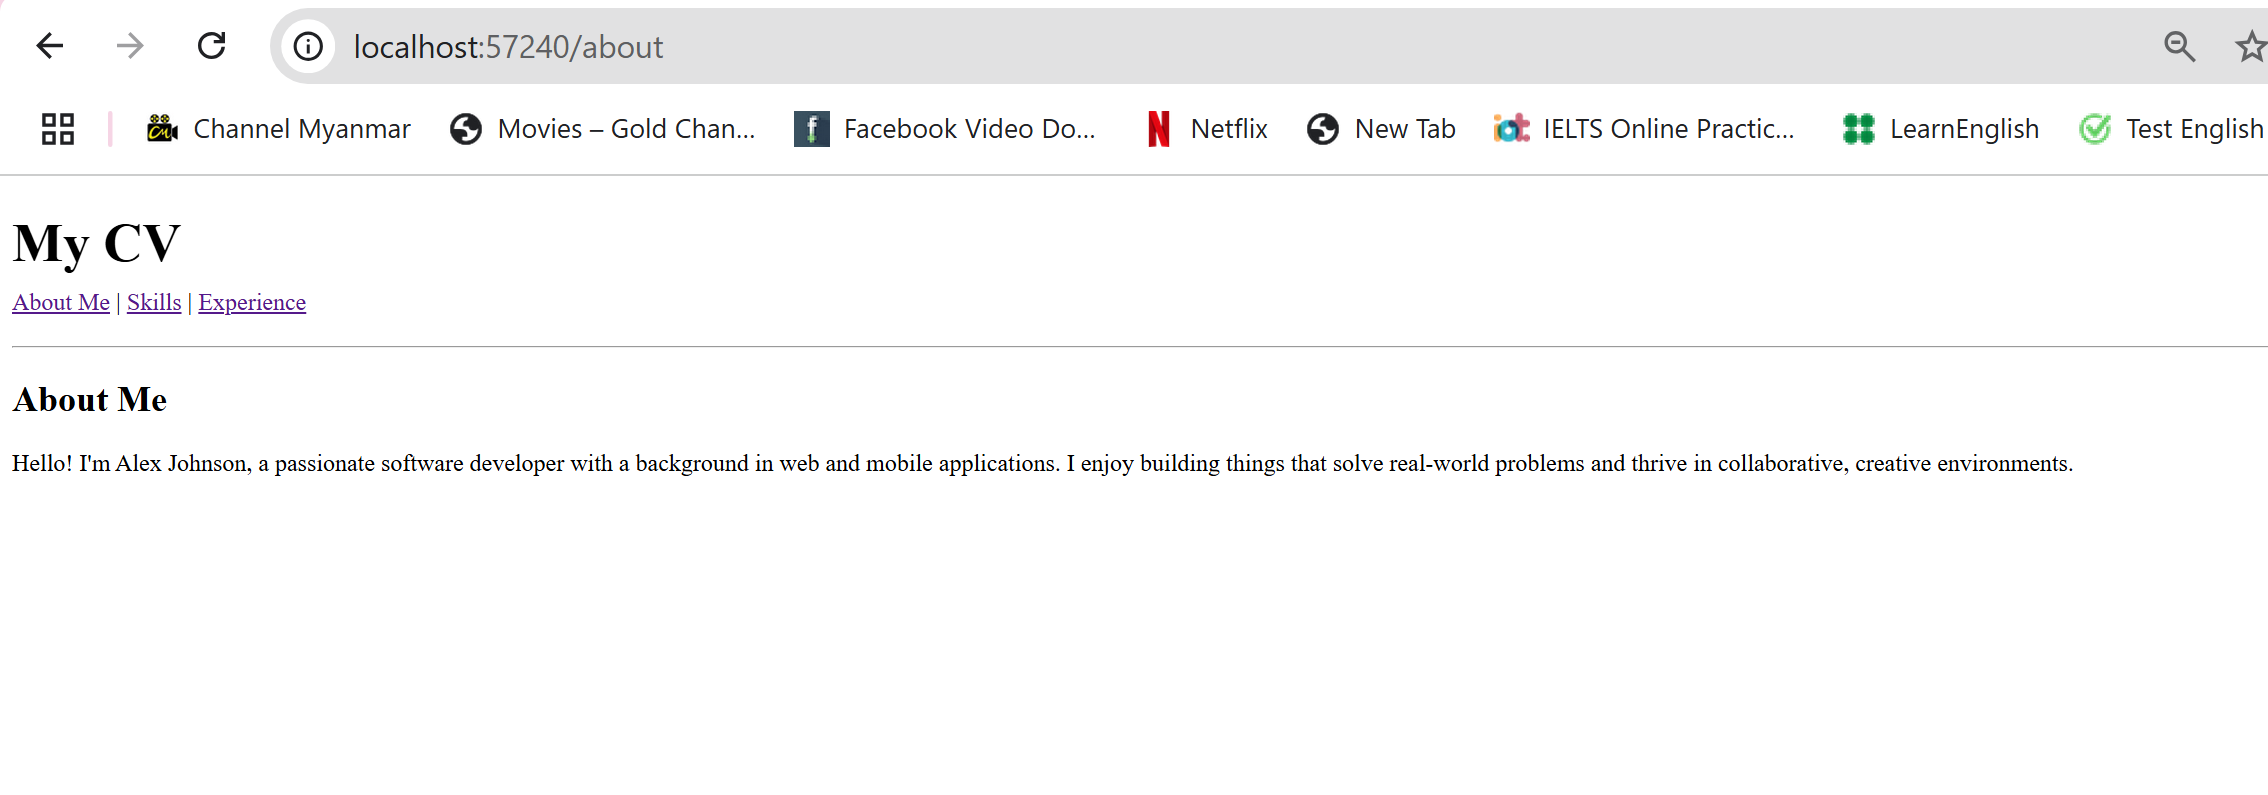 localhost:57240/about
Channel Myanmar Movies – Gold Chan... Facebook Video Do... Netflix New Tab IELTS Online Practic... LearnEnglish Test English
My CV
About Me | Skills | Experience
About Me
Hello! I'm Alex Johnson, a passionate software developer with a background in web and mobile applications. I enjoy building things that solve real-world problems and thrive in collaborative, creative environments.